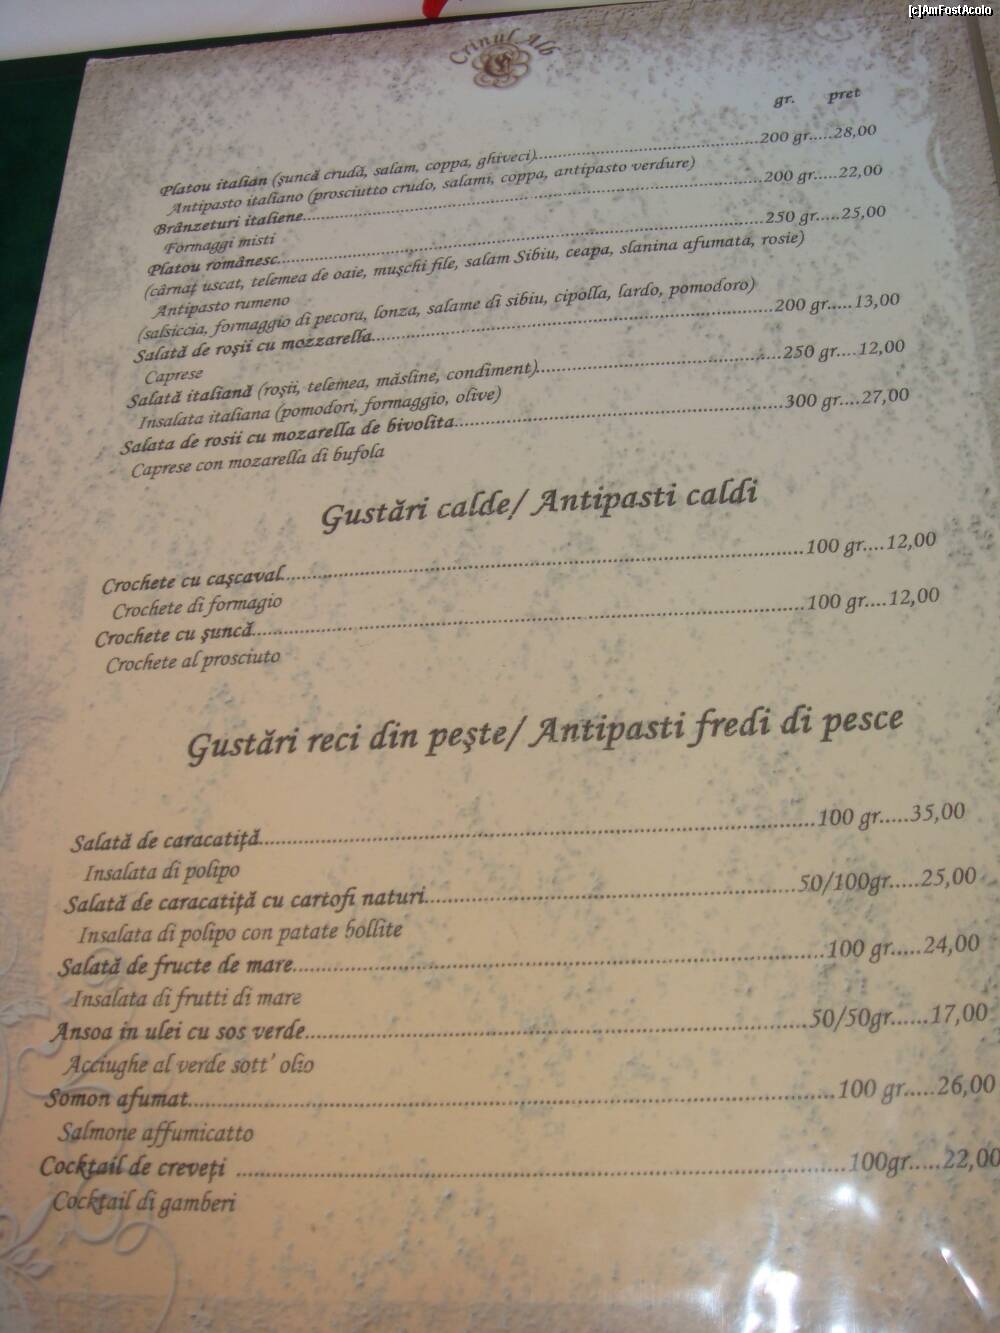 [c]AmFostAcolo
Crinul Alb
gr. pret
Platou italian (șuncă crudă, salam, coppa, ghiveci)..........200 gr.....28,00
Antipasto italiano (prosciutto crudo, salami, coppa, antipasto verdure)
Brânzeturi italiene..........200 gr.....22,00
Formaggi misti
Platou românesc..........250 gr.....25,00
(cârnaț uscat, telemea de oaie, mușchi file, salam Sibiu, ceapa, slanina afumata, rosie)
Antipasto rumeno
(salsiccia, formaggio di pecora, lonza, salame di sibiu, cipolla, lardo, pomodoro)
Salată de roșii cu mozzarella..........200 gr.....13,00
Caprese
Salată italiană (roșii, telemea, măsline, condiment)..........250 gr....12,00
Insalata italiana (pomodori, formaggio, olive)
Salata de rosii cu mozarella de bivolita..........300 gr....27,00
Caprese con mozarella di bufola
Gustări calde/ Antipasti caldi
Crochete cu cașcaval..........100 gr....12,00
Crochete di formagio
Crochete cu șuncă..........100 gr....12,00
Crochete al prosciuto
Gustări reci din pește/ Antipasti fredi di pesce
Salată de caracatiță..........100 gr.....35,00
Insalata di polipo
Salată de caracatiță cu cartofi naturi..........50/100gr.....25,00
Insalata di polipo con patate bollite
Salată de fructe de mare..........100 gr.....24,00
Insalata di frutti di mare
Ansoa in ulei cu sos verde..........50/50gr......17,00
Acciughe al verde sott' olio
Somon afumat..........100 gr.....26,00
Salmone affumicatto
Cocktail de creveți ..........100gr.....22,00
Cocktail di gamberi